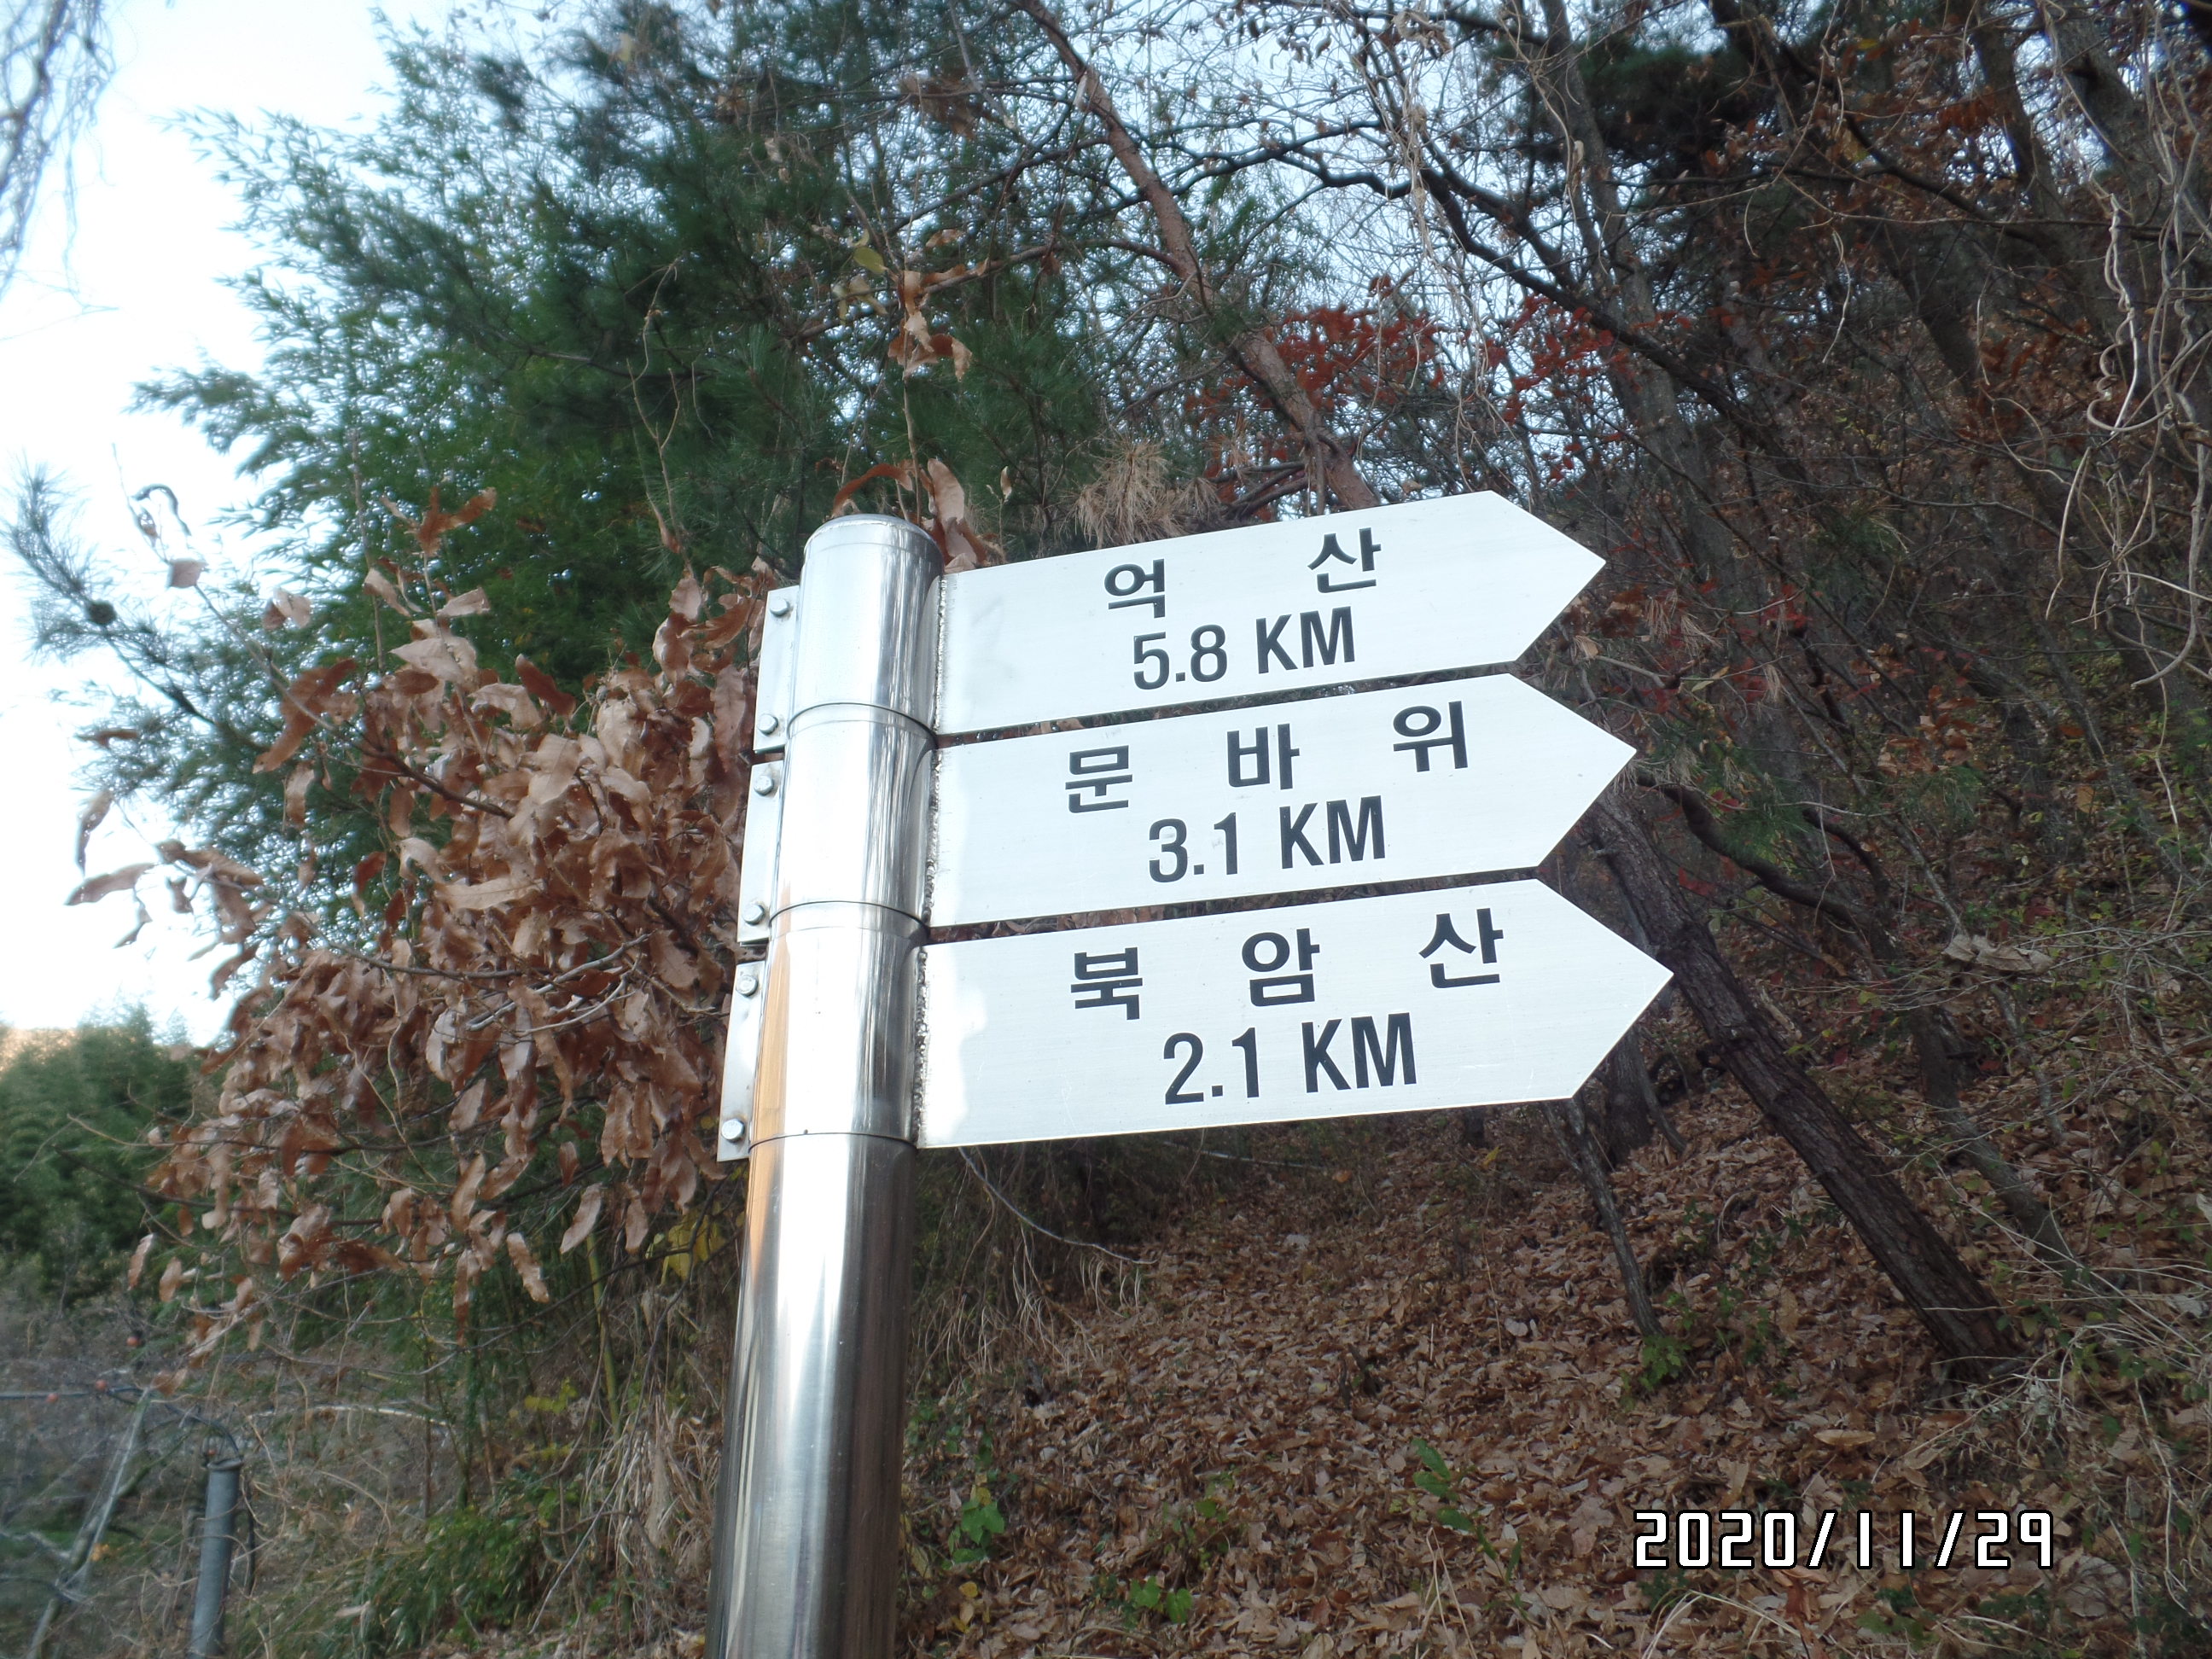 억 산
5.8 KM
문 바 위
3.1 KM
북 암 산
2.1 KM
2020/11/29